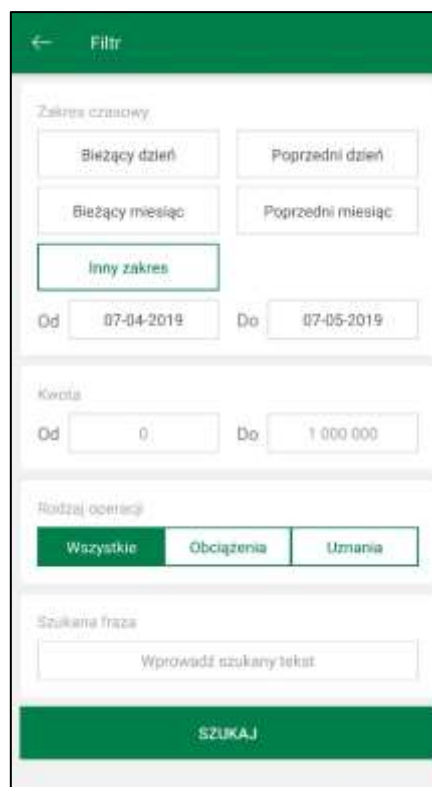 Filtr
Zakres czasowy
Bieżący dzień Poprzedni dzień
Bieżący miesiąc Poprzedni miesiąc
Inny zakres
Od 07-04-2019 Do 07-05-2019
Kwota
Od 0 Do 1 000 000
Rodzaj operacji
Wszystkie Obciążenia Uznania
Szukana fraza
Wprowadź szukany tekst
SZUKAJ